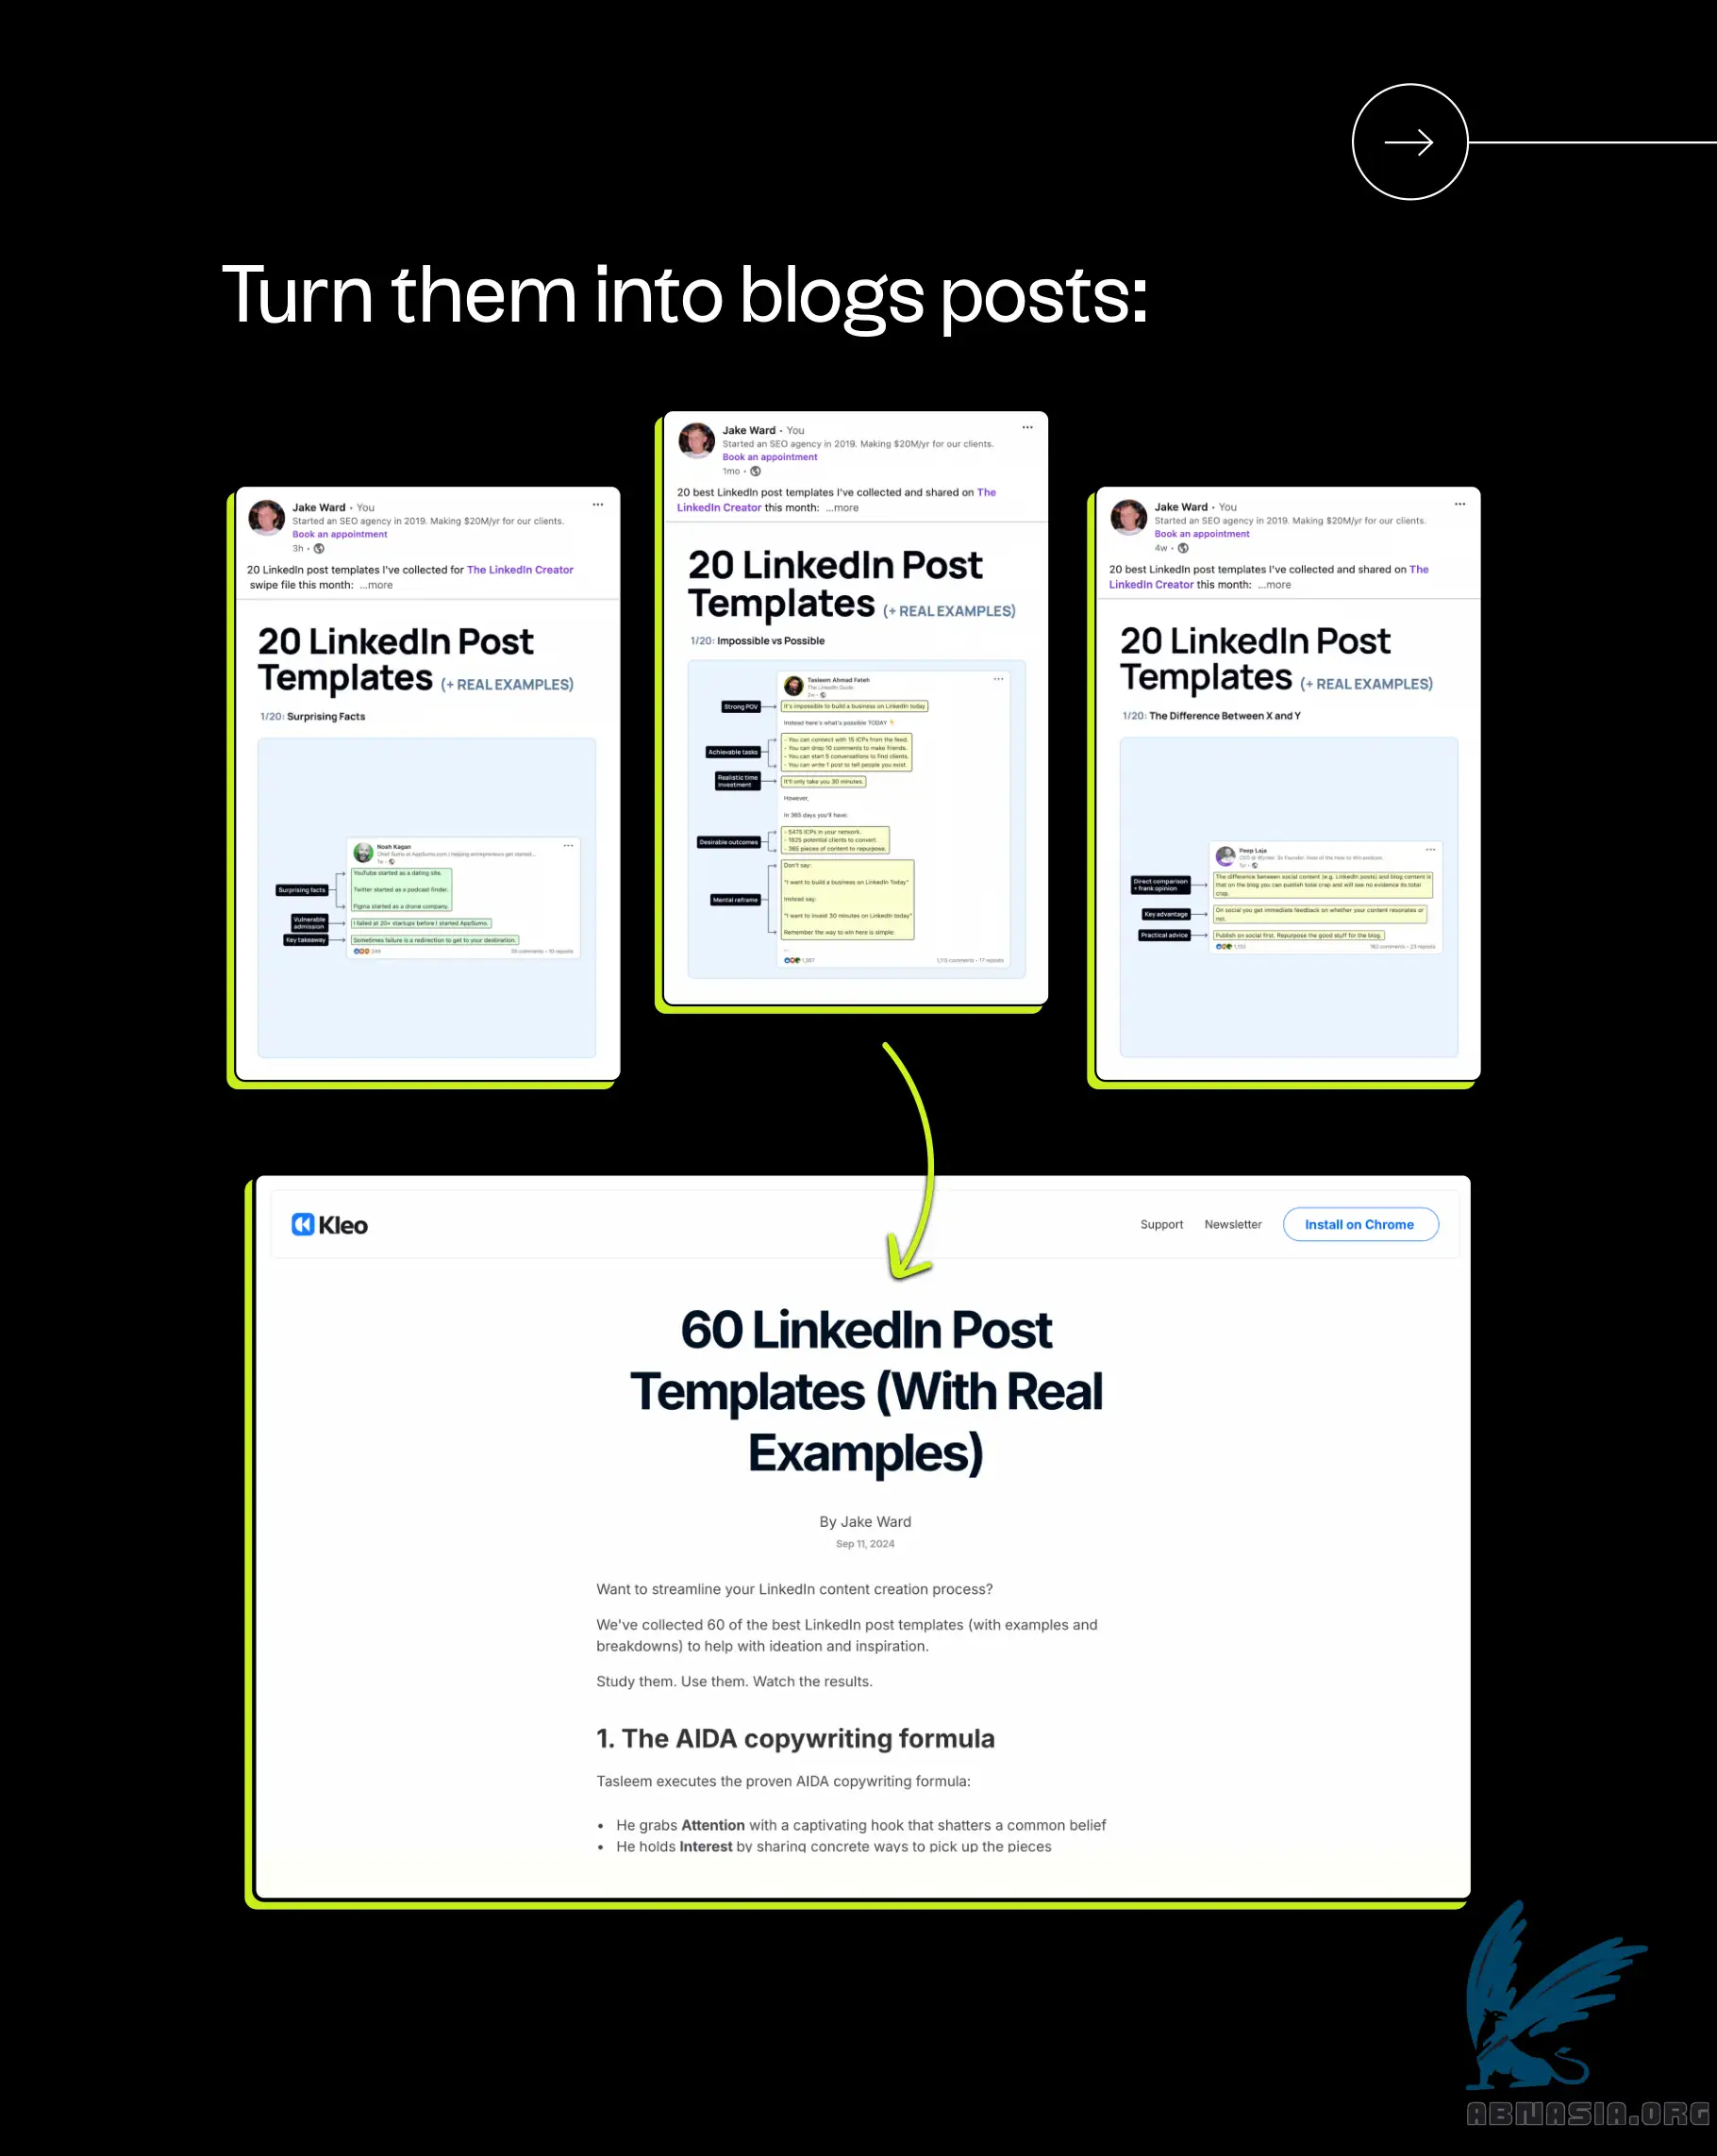 Turn them into blogs posts:
Jake Ward • You
Started an SEO agency in 2019. Making $20M/yr for our clients.
Book an appointment
3h •
20 LinkedIn post templates I've collected for The LinkedIn Creator
swipe file this month: ...more
20 LinkedIn Post
Templates (+ REAL EXAMPLES)
1/20: Surprising Facts
Noah Kagan
Chief Sumo at AppSumo.com | Helping entrepreneurs get started...
1w •
Surprising facts
YouTube started as a dating site.
Twitter started as a podcast finder.
Figma started as a drone company.
Vulnerable
admission
I failed at 20+ startups before I started AppSumo.
Key takeaway
Sometimes failure is a redirection to get to your destination.
Jake Ward • You
Started an SEO agency in 2019. Making $20M/yr for our clients.
Book an appointment
1mo •
20 best LinkedIn post templates I've collected and shared on The
LinkedIn Creator this month: ...more
20 LinkedIn Post
Templates (+ REAL EXAMPLES)
1/20: Impossible vs Possible
Tasleem Ahmad Fateh
The LinkedIn Guide
2w •
Strong POV
It's impossible to build a business on LinkedIn today
Instead here's what's possible TODAY
Achievable tasks
- You can connect with 15 ICPs from the feed.
- You can drop 10 comments to make friends.
- You can start 5 conversations to find clients.
- You can write 1 post to tell people you exist.
Realistic time
investment
It'll only take you 30 minutes.
However,
In 365 days you'll have:
Desirable outcomes
- 5475 ICPs in your network.
- 1825 potential clients to convert.
- 365 pieces of content to repurpose.
Mental reframe
Don't say:
"I want to build a business on LinkedIn Today"
Instead say:
"I want to invest 30 minutes on LinkedIn today"
Remember the way to win here is simple:
...
1,113 comments • 17 reposts
Jake Ward • You
Started an SEO agency in 2019. Making $20M/yr for our clients.
Book an appointment
4w •
20 best LinkedIn post templates I've collected and shared on The
LinkedIn Creator this month: ...more
20 LinkedIn Post
Templates (+ REAL EXAMPLES)
1/20: The Difference Between X and Y
Peep Laja
Direct comparison
+ frank opinion
The difference between social content (e.g. LinkedIn posts) and blog content is
that on the blog you can publish total crap and will see no evidence its total
crap.
Key advantage
On social you get immediate feedback on whether your content resonates or
not.
Practical advice
Publish on social first. Repurpose the good stuff for the blog.
162 comments • 23 reposts
Kleo
Support
Newsletter
Install on Chrome
60 LinkedIn Post
Templates (With Real
Examples)
By Jake Ward
Sep 11, 2024
Want to streamline your LinkedIn content creation process?
We've collected 60 of the best LinkedIn post templates (with examples and
breakdowns) to help with ideation and inspiration.
Study them. Use them. Watch the results.
1. The AIDA copywriting formula
Tasleem executes the proven AIDA copywriting formula:
• He grabs Attention with a captivating hook that shatters a common belief
• He holds Interest by sharing concrete ways to pick up the pieces
ABNASIA.ORG